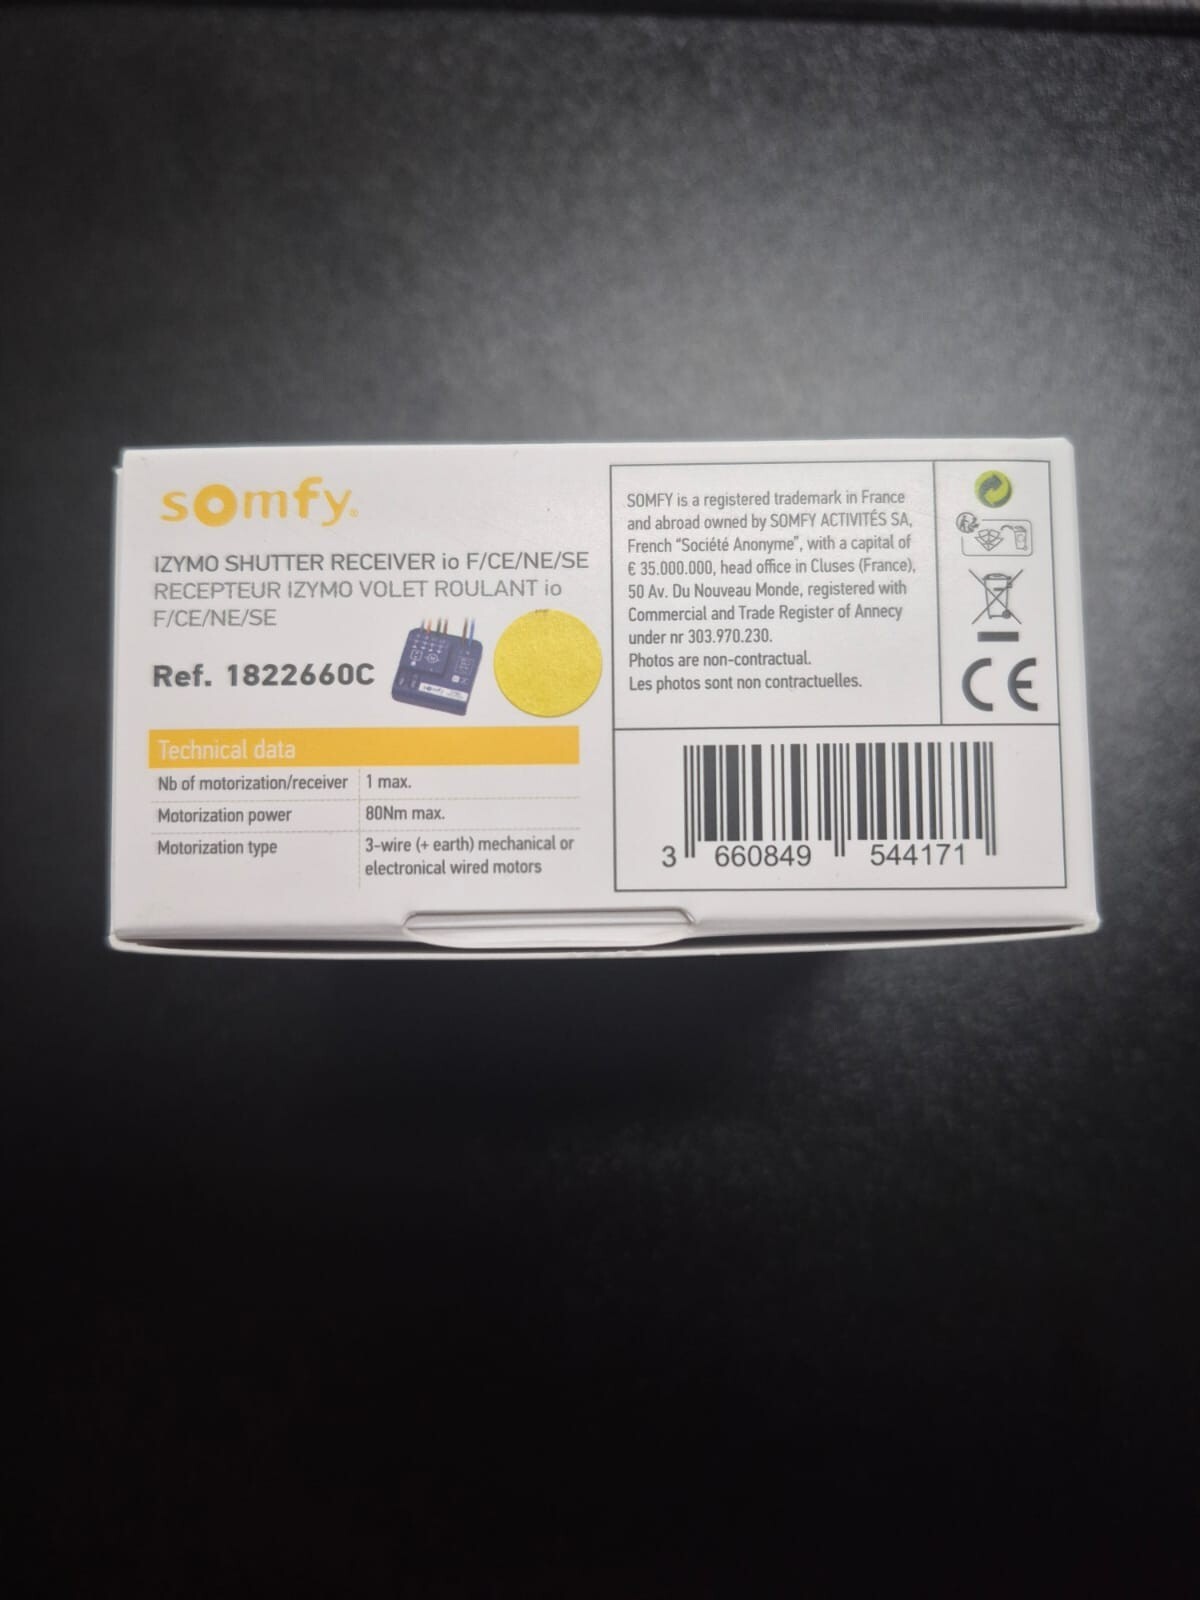 somfy®
IZYMO SHUTTER RECEIVER io F/CE/NE/SE
RECEPTEUR IZYMO VOLET ROULANT io
F/CE/NE/SE
Ref. 1822660C
Technical data
Nb of motorization/receiver 1 max.
Motorization power 80Nm max.
Motorization type 3-wire (+ earth) mechanical or
electronical wired motors
SOMFY is a registered trademark in France
and abroad owned by SOMFY ACTIVITÉS SA,
French “Société Anonyme”, with a capital of
€ 35.000.000, head office in Cluses (France),
50 Av. Du Nouveau Monde, registered with
Commercial and Trade Register of Annecy
under nr 303.970.230.
Photos are non-contractual.
Les photos sont non contractuelles.
CE
3 660849 544171